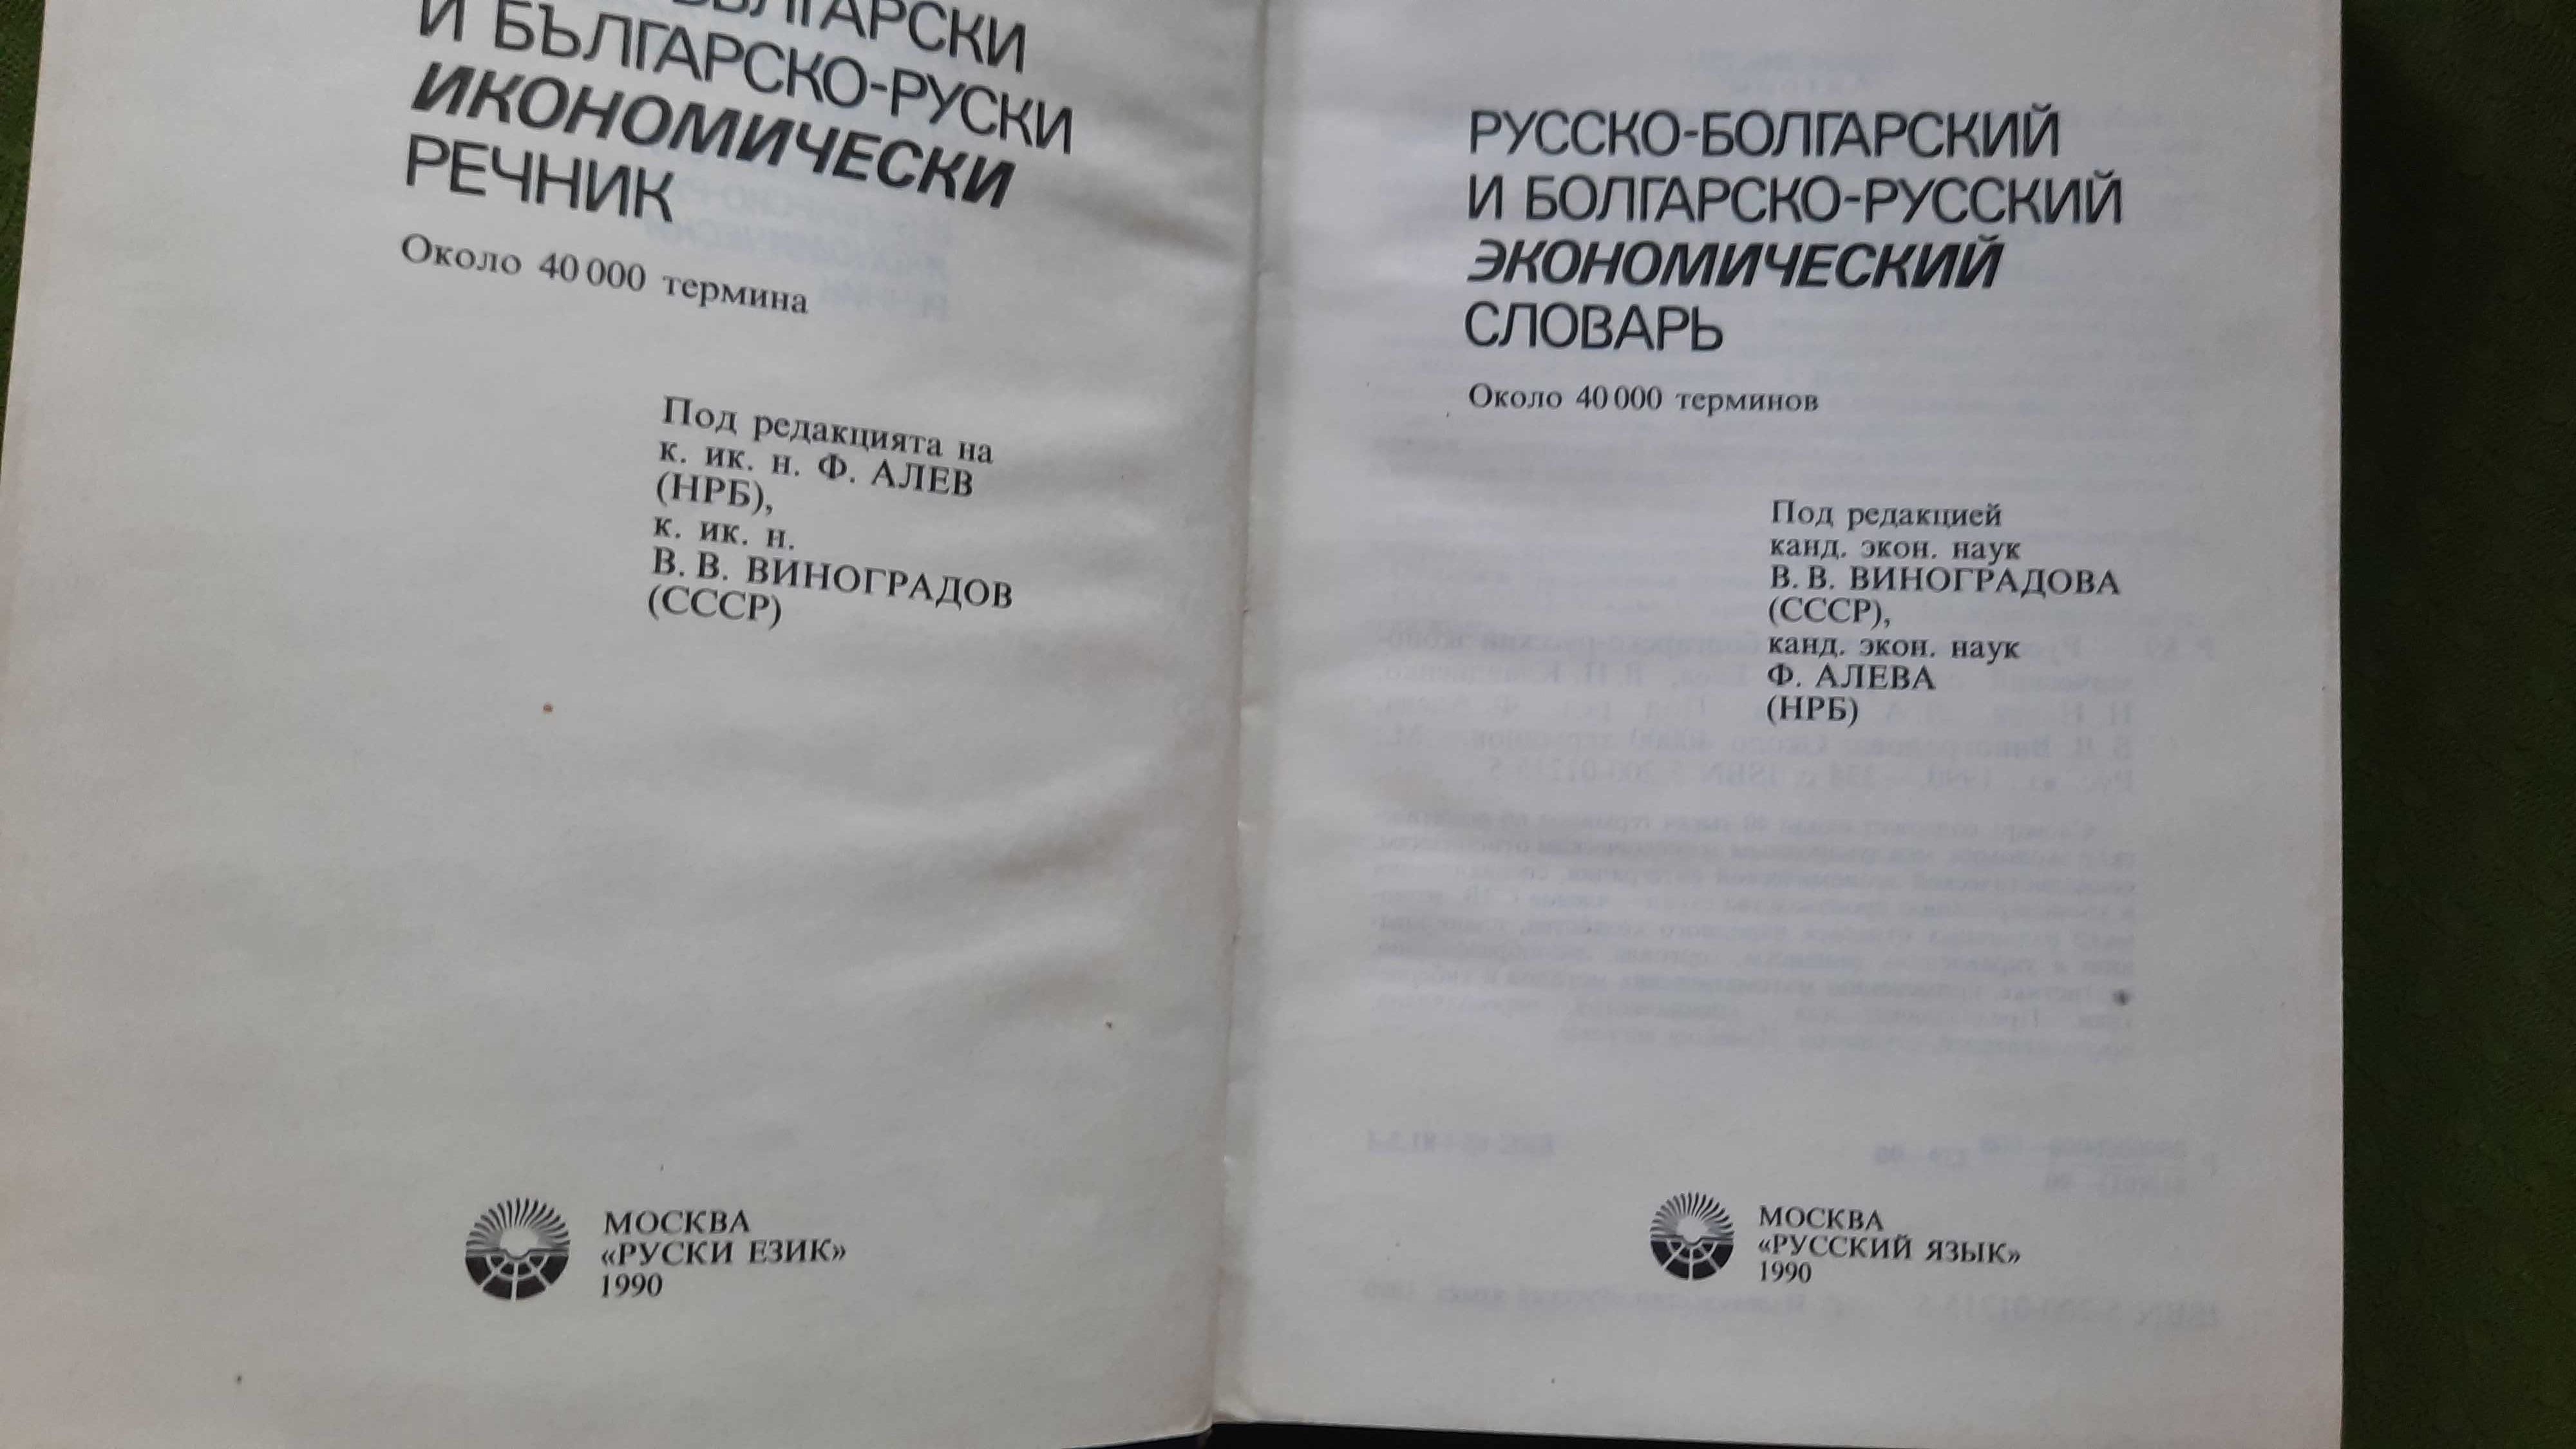 БЪЛГАРСКИ
И БЪЛГАРСКО-РУСКИ
ИКОНОМИЧЕСКИ
РЕЧНИК
Около 40 000 термина
Под редакцията на
к. ик. н. Ф. АЛЕВ
(НРБ),
к. ик. н.
В. В. ВИНОГРАДОВ
(СССР)
МОСКВА
«РУСКИ ЕЗИК»
1990
РУССКО-БОЛГАРСКИЙ
И БОЛГАРСКО-РУССКИЙ
ЭКОНОМИЧЕСКИЙ
СЛОВАРЬ
Около 40 000 терминов
Под редакцией
канд. экон. наук
В. В. ВИНОГРАДОВА
(СССР),
канд. экон. наук
Ф. АЛЕВА
(НРБ)
МОСКВА
«РУССКИЙ ЯЗЫК»
1990